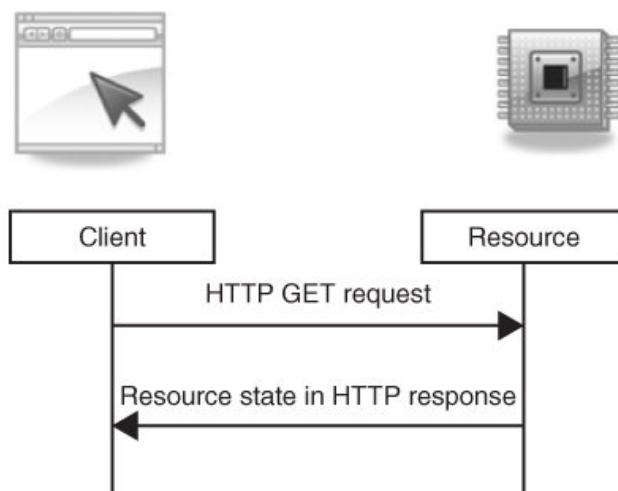 Client
Resource
HTTP GET request
Resource state in HTTP response